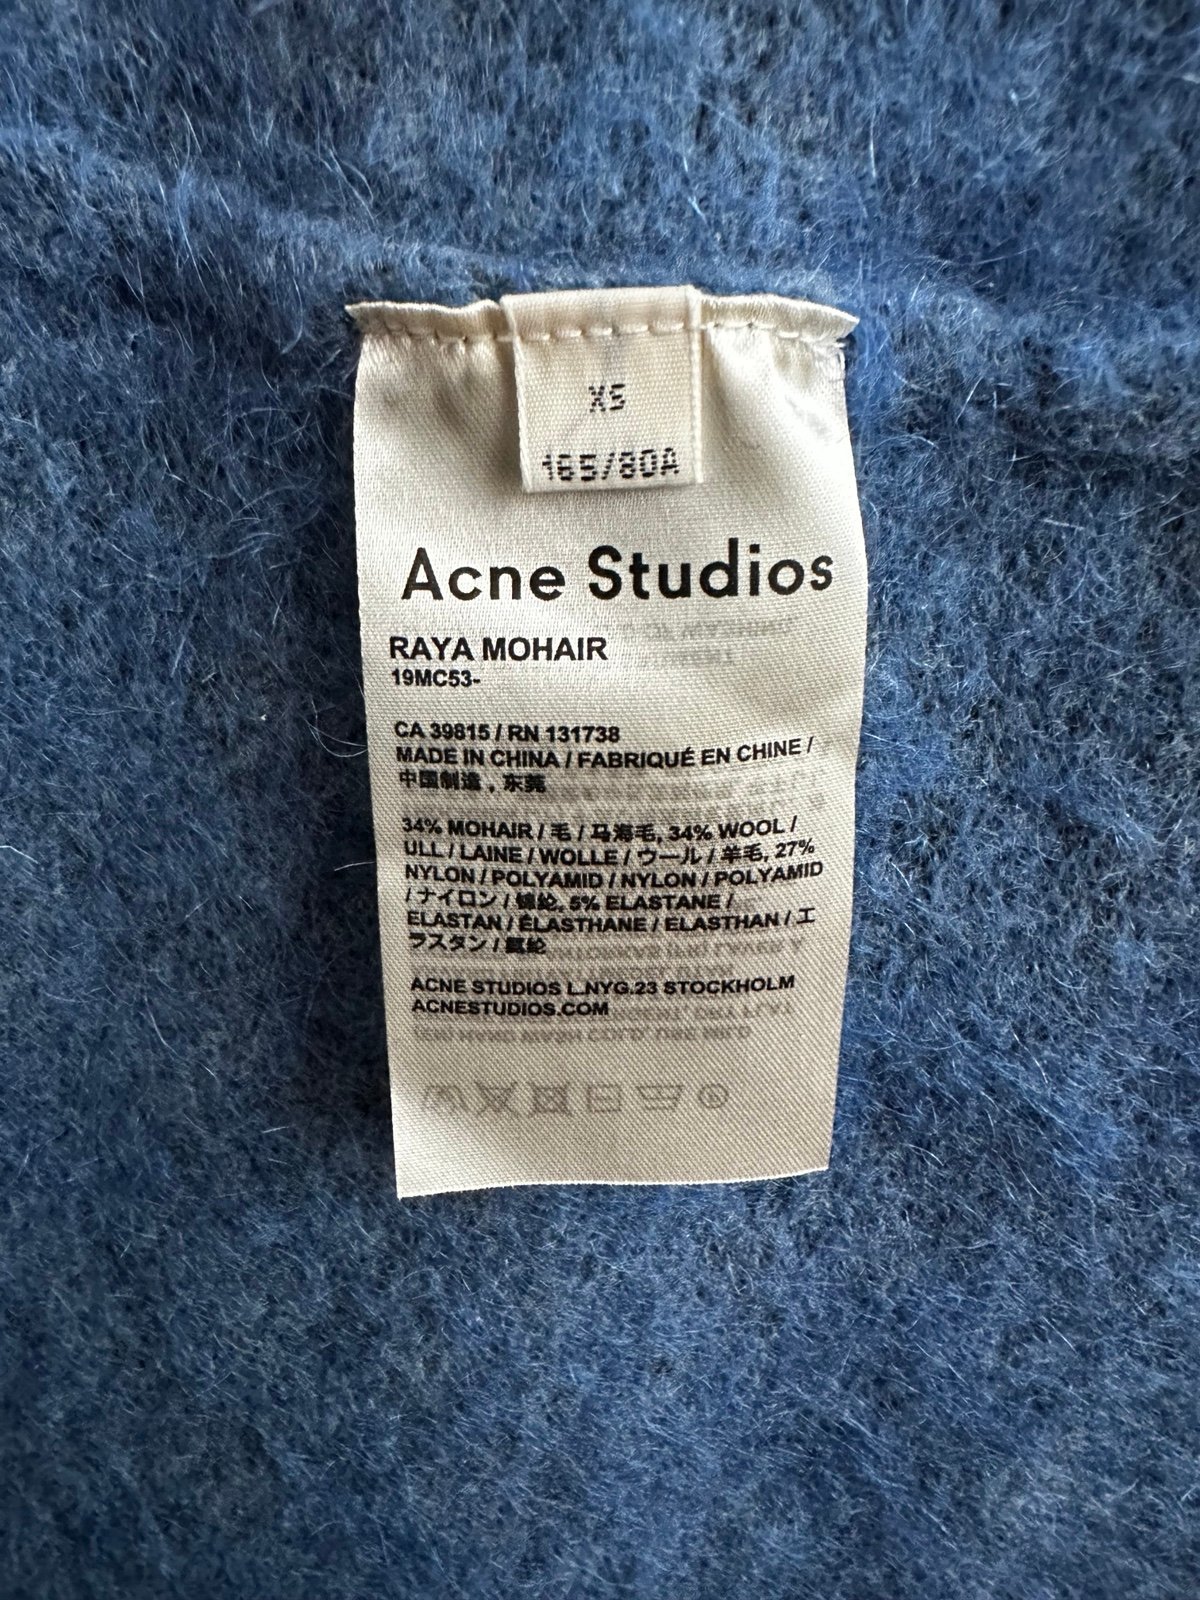 XS
165/80A
Acne Studios
RAYA MOHAIR
19MC53-
CA 39815 / RN 131738
MADE IN CHINA / FABRIQUÉ EN CHINE /
中国制造，东莞
34% MOHAIR / 毛 / 马海毛, 34% WOOL /
ULL / LAINE / WOLLE / ウール / 羊毛, 27%
NYLON / POLYAMID / NYLON / POLYAMID
/ ナイロン / 锦纶, 5% ELASTANE /
ELASTAN / ÉLASTHANE / ELASTHAN / エ
ラスタン / 氨纶
ACNE STUDIOS L.NYG.23 STOCKHOLM
ACNESTUDIOS.COM